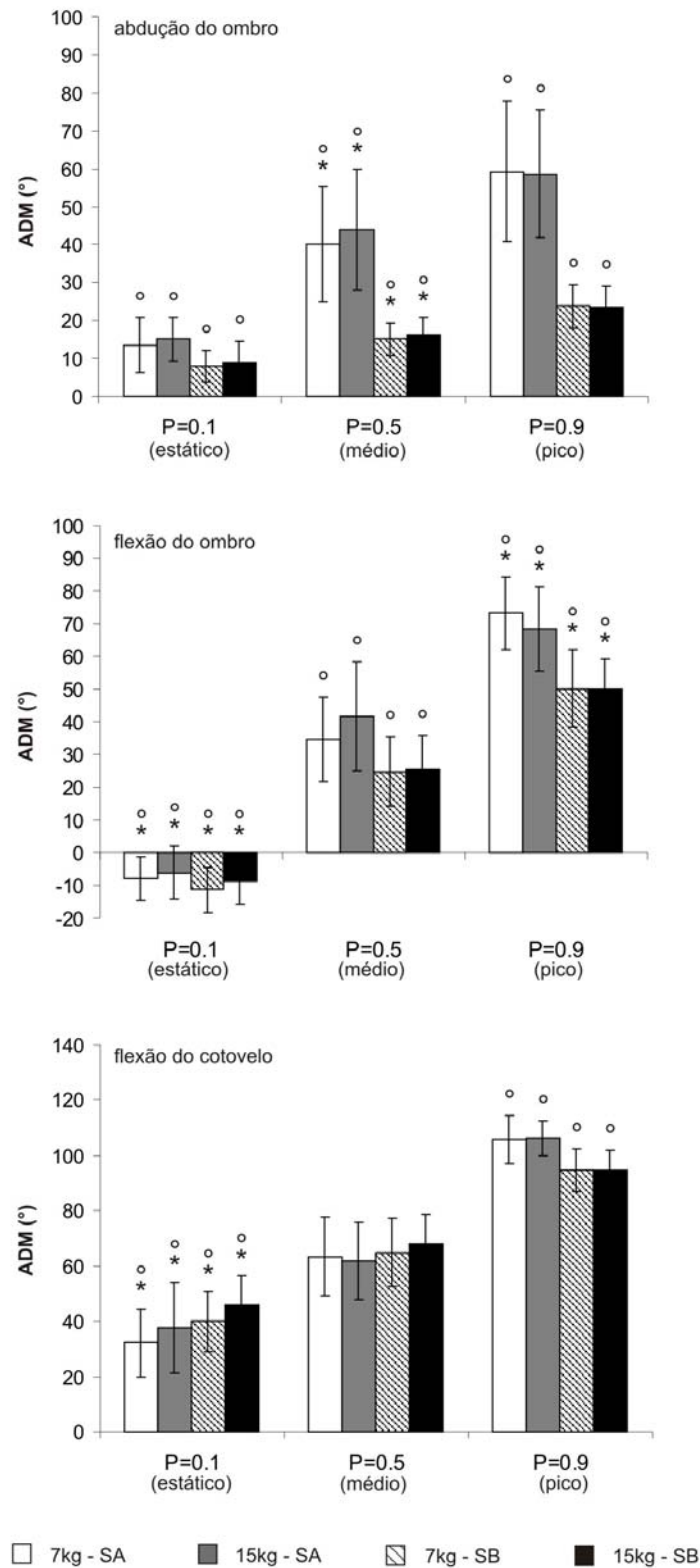 abdução do ombro
ADM (°)
100
90
80
70
60
50
40
30
20
10
0
° ° ° °
° ° ° °
* * * *
° ° ° °
P=0.1 P=0.5 P=0.9
(estático) (médio) (pico)
flexão do ombro
ADM (°)
100
90
80
70
60
50
40
30
20
10
0
-10
-20
° ° ° °
* * * *
° ° ° °
° ° ° °
* * * *
P=0.1 P=0.5 P=0.9
(estático) (médio) (pico)
flexão do cotovelo
ADM (°)
140
120
100
80
60
40
20
0
° ° ° °
* * * *
° ° ° °
P=0.1 P=0.5 P=0.9
(estático) (médio) (pico)
7kg - SA 15kg - SA 7kg - SB 15kg - SB